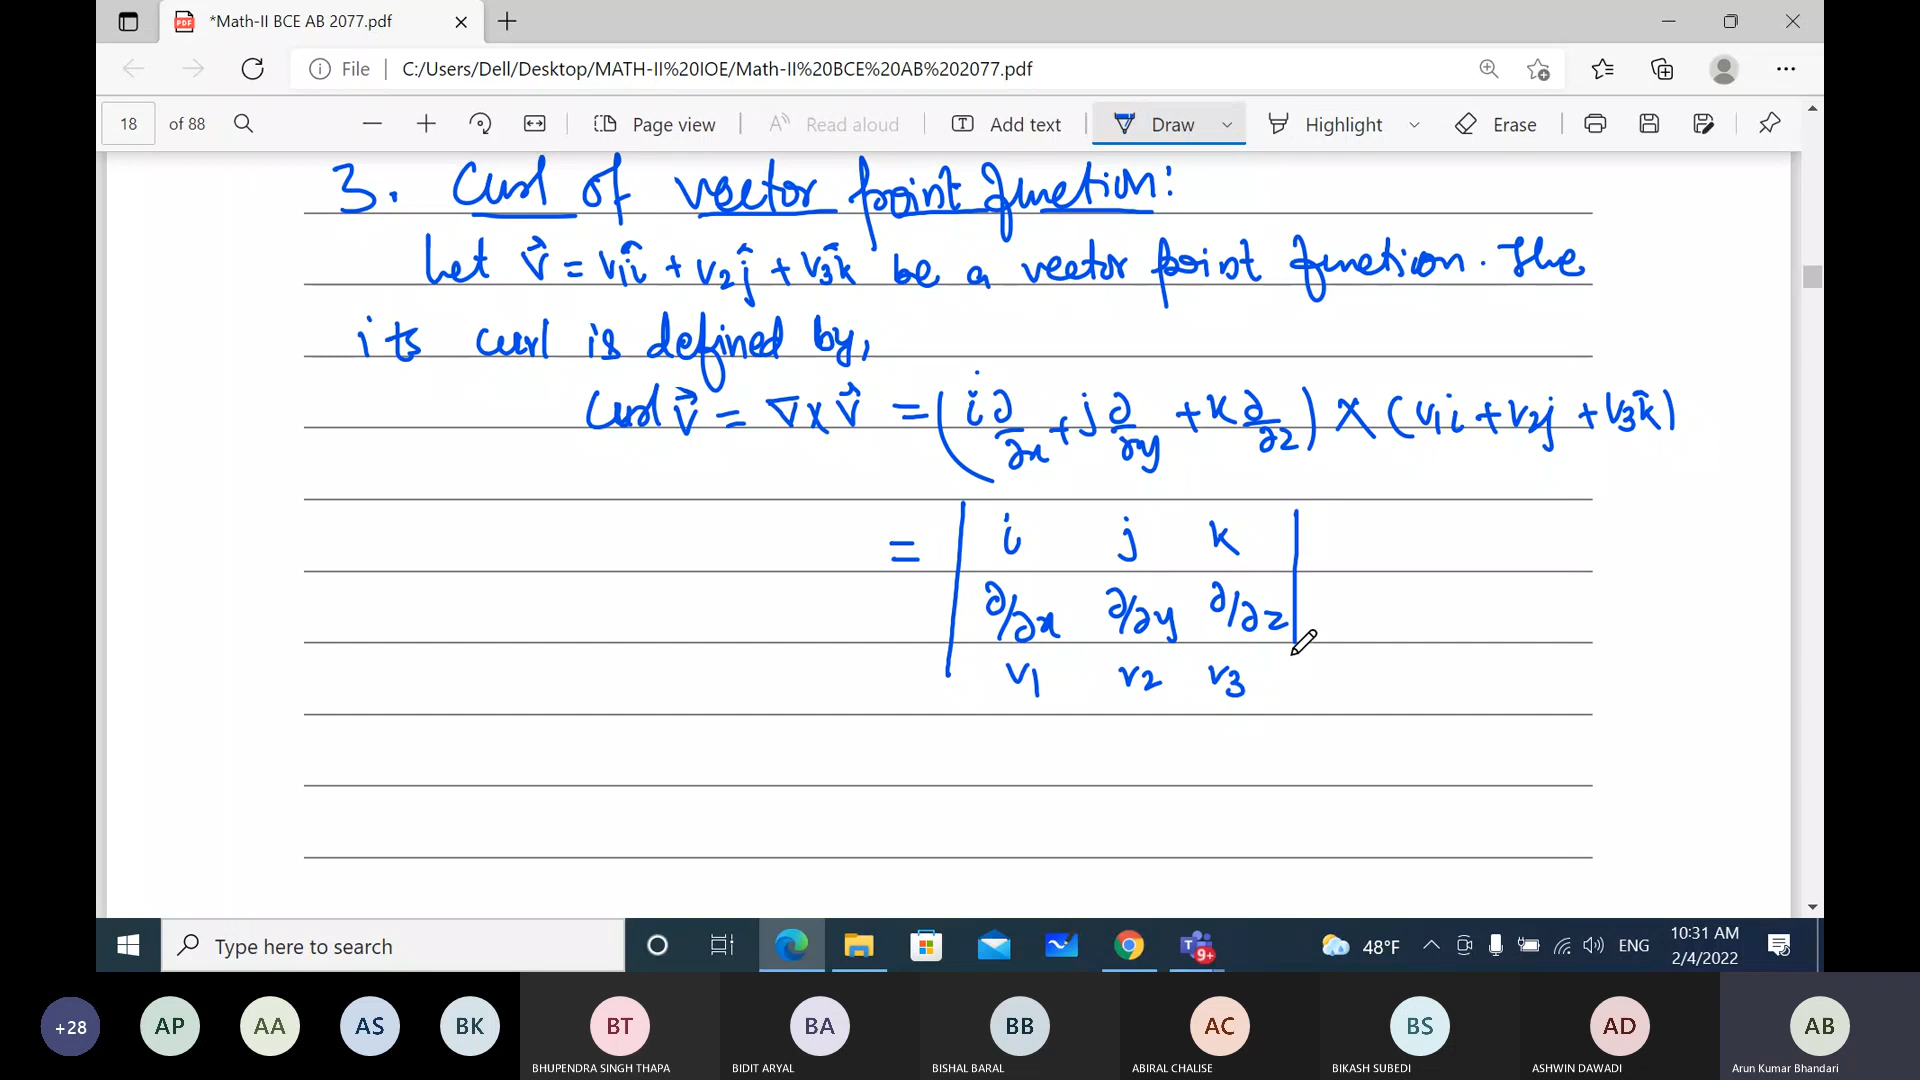 *Math-II BCE AB 2077.pdf
File
C:/Users/Dell/Desktop/MATH-II%20IOE/Math-II%20BCE%20AB%202077.pdf
18 of 88
Page view
Read aloud
Add text
Draw
Highlight
Erase
3. Curl of vector point function:
Let V⃗ = v1î + v2ĵ + v3k̂ be a vector point function. The
its curl is defined by,
Curl V⃗ = ∇ × V⃗ = (i ∂/∂x + j ∂/∂y + k ∂/∂z) × (v1i + v2j + v3k̂)
= | i j k |
∂/∂x ∂/∂y ∂/∂z
v1 v2 v3
Type here to search
9+
48°F
ENG
10:31 AM
2/4/2022
+28 AP AA AS BK BT BA BB AC BS AD AB
BHUPENDRA SINGH THAPA BIDIT ARYAL BISHAL BARAL ABIRAL CHALISE BIKASH SUBEDI ASHWIN DAWADI Arun Kumar Bhandari